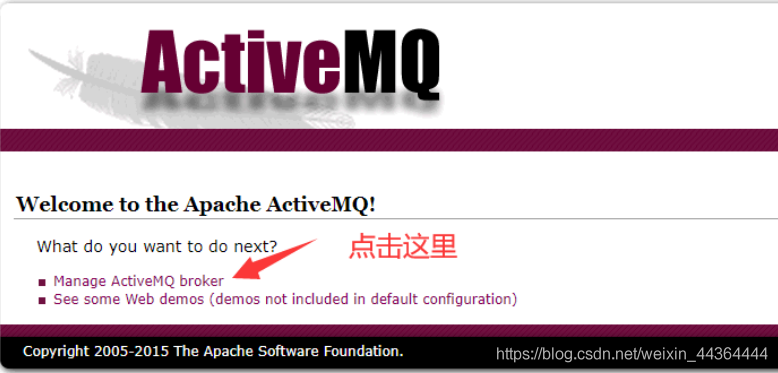 ActiveMQ
Welcome to the Apache ActiveMQ!
What do you want to do next?
点击这里
Manage ActiveMQ broker
See some Web demos (demos not included in default configuration)
Copyright 2005-2015 The Apache Software Foundation.
https://blog.csdn.net/weixin_44364444